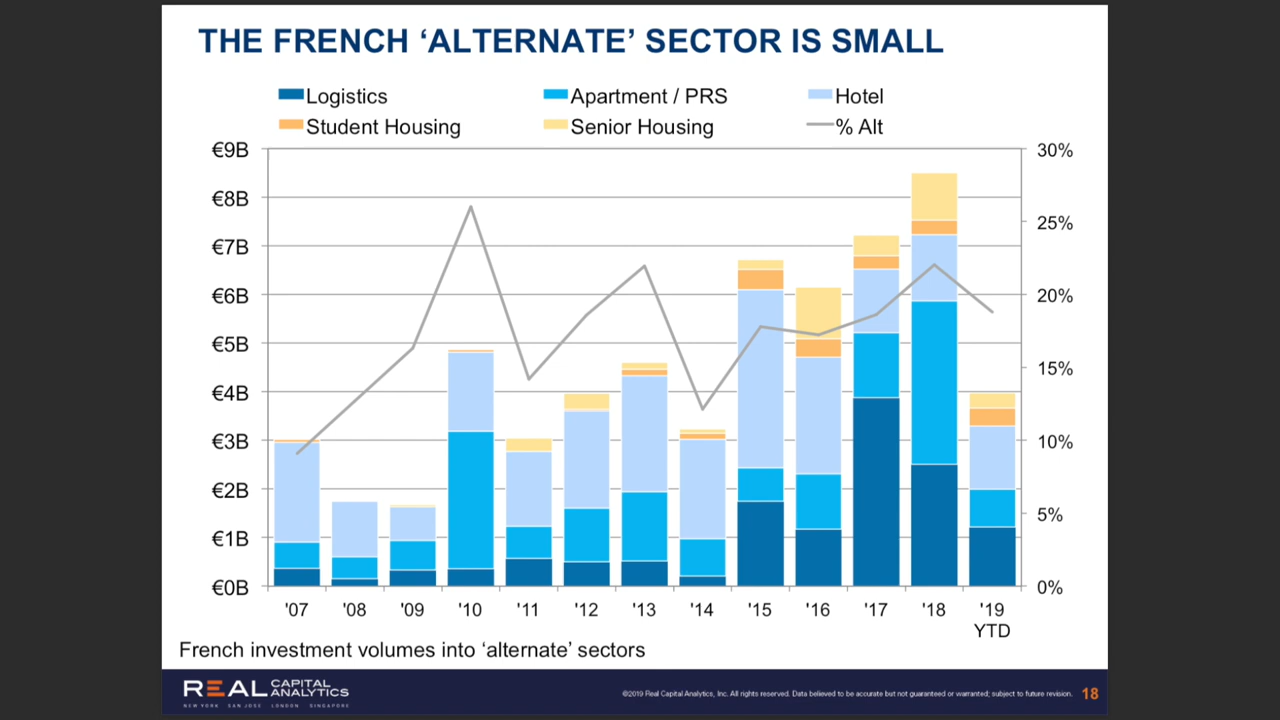 THE FRENCH ‘ALTERNATE’ SECTOR IS SMALL
Logistics
Apartment / PRS
Hotel
Student Housing
Senior Housing
% Alt
€9B
€8B
€7B
€6B
€5B
€4B
€3B
€2B
€1B
€0B
30%
25%
20%
15%
10%
5%
0%
'07 '08 '09 '10 '11 '12 '13 '14 '15 '16 '17 '18 '19
YTD
French investment volumes into ‘alternate’ sectors
REAL CAPITAL
ANALYTICS
NEW YORK SAN JOSE LONDON SINGAPORE
©2019 Real Capital Analytics, Inc. All rights reserved. Data believed to be accurate but not guaranteed or warranted; subject to future revision. 18